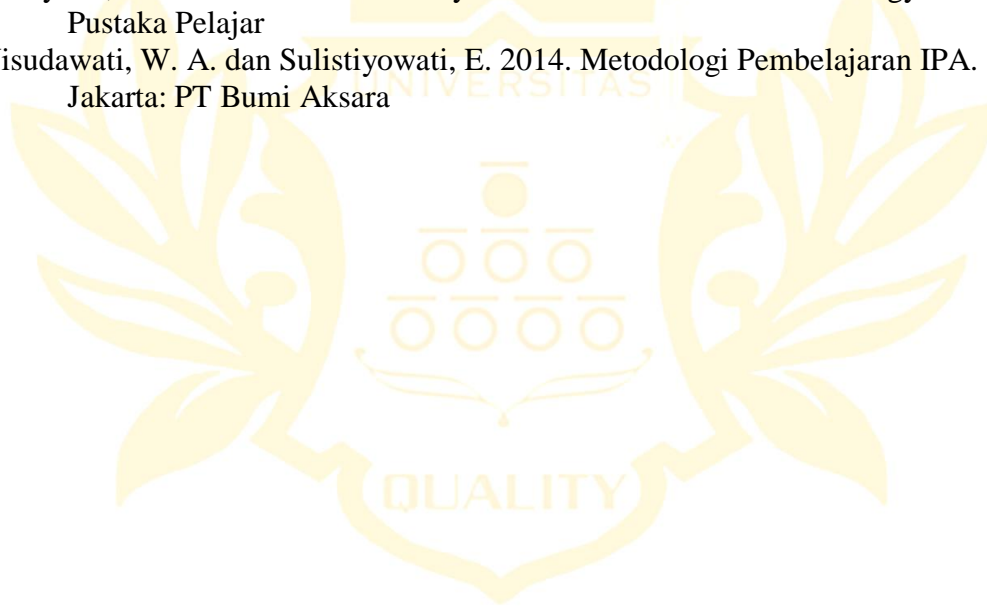 Pustaka Pelajar
isudawati, W. A. dan Sulistiyowati, E. 2014. Metodologi Pembelajaran IPA.
Jakarta: PT Bumi Aksara
UNIVERSITAS
QUALITY